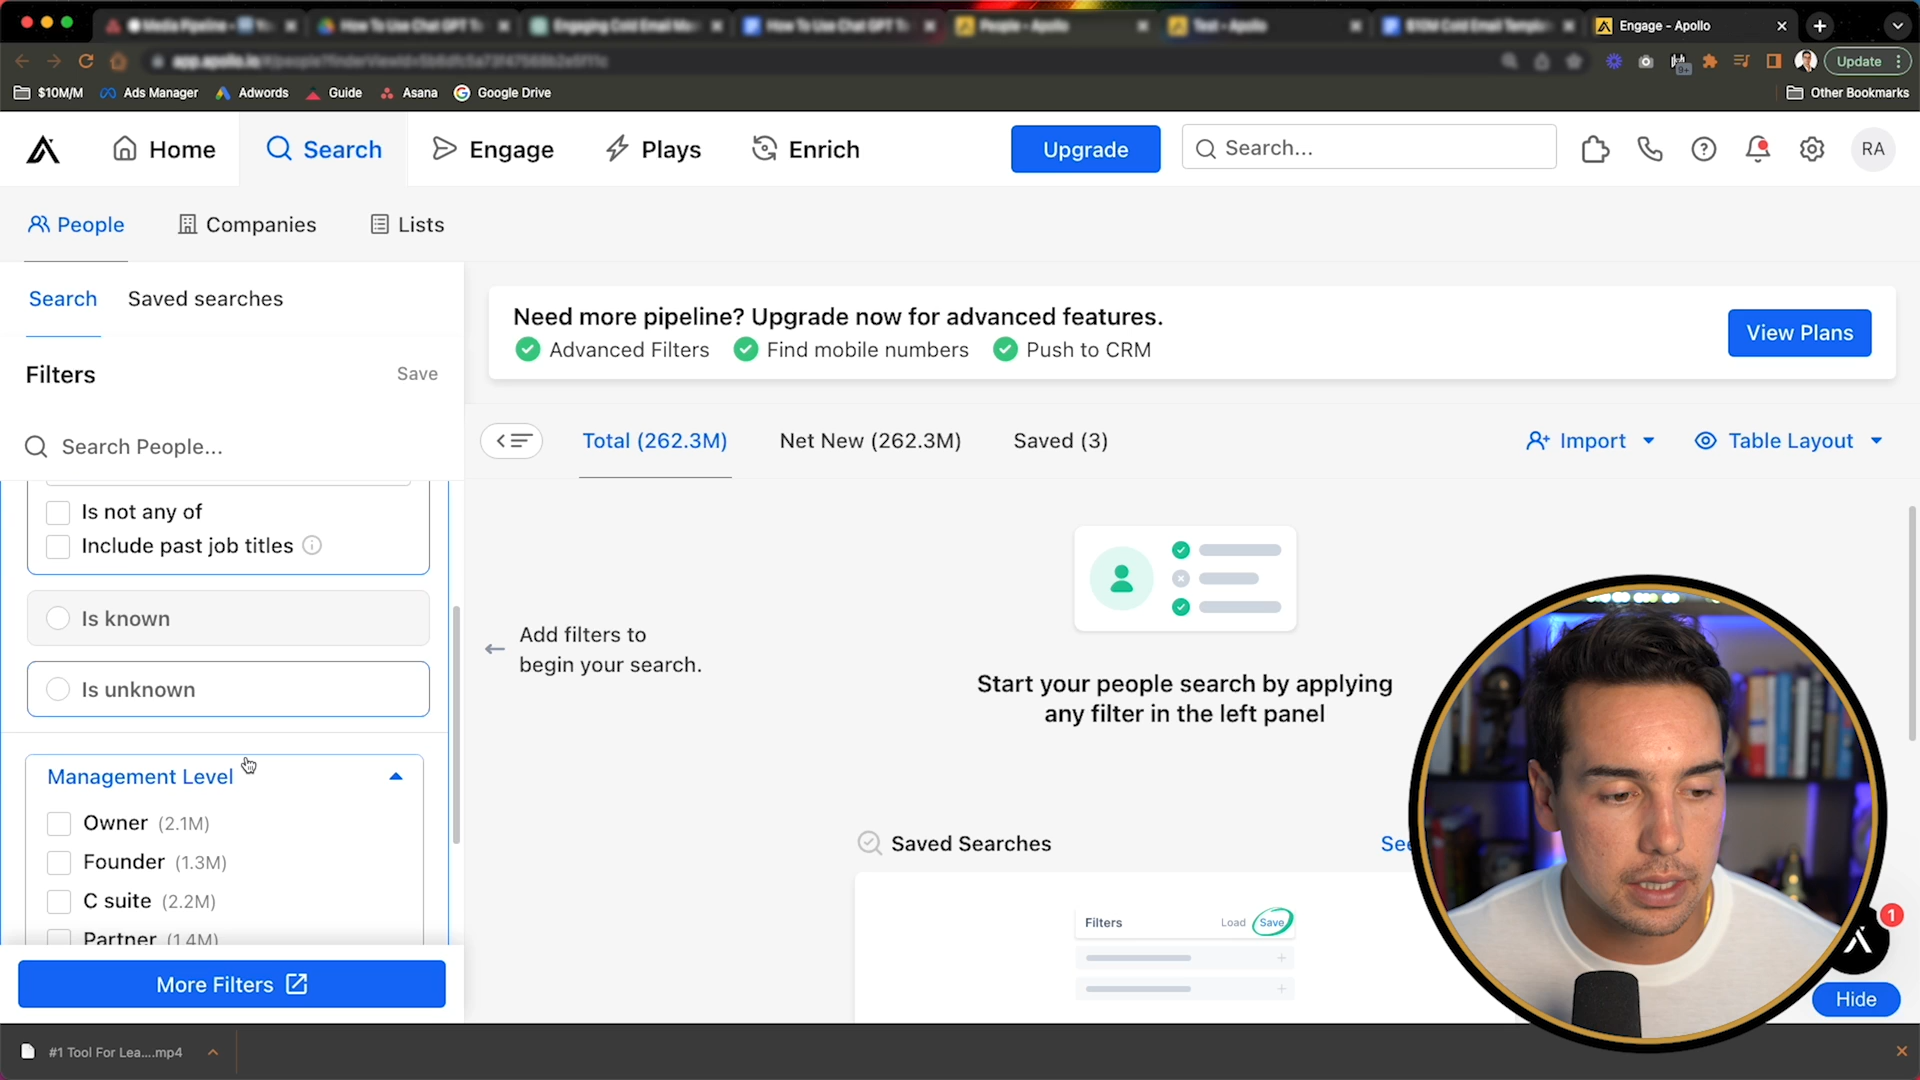 Engage - Apollo
Update
$10M/M
Ads Manager
Adwords
Guide
Asana
Google Drive
Other Bookmarks
Home
Search
Engage
Plays
Enrich
Upgrade
Search...
RA
People
Companies
Lists
Search
Saved searches
Filters
Save
Search People...
Is not any of
Include past job titles
Is known
Is unknown
Management Level
Owner (2.1M)
Founder (1.3M)
C suite (2.2M)
Partner (1.4M)
More Filters
Need more pipeline? Upgrade now for advanced features.
Advanced Filters
Find mobile numbers
Push to CRM
View Plans
Total (262.3M)
Net New (262.3M)
Saved (3)
Import
Table Layout
Add filters to
begin your search.
Start your people search by applying
any filter in the left panel
Saved Searches
See
Filters
Load
Save
1
Hide
#1 Tool For Lea....mp4